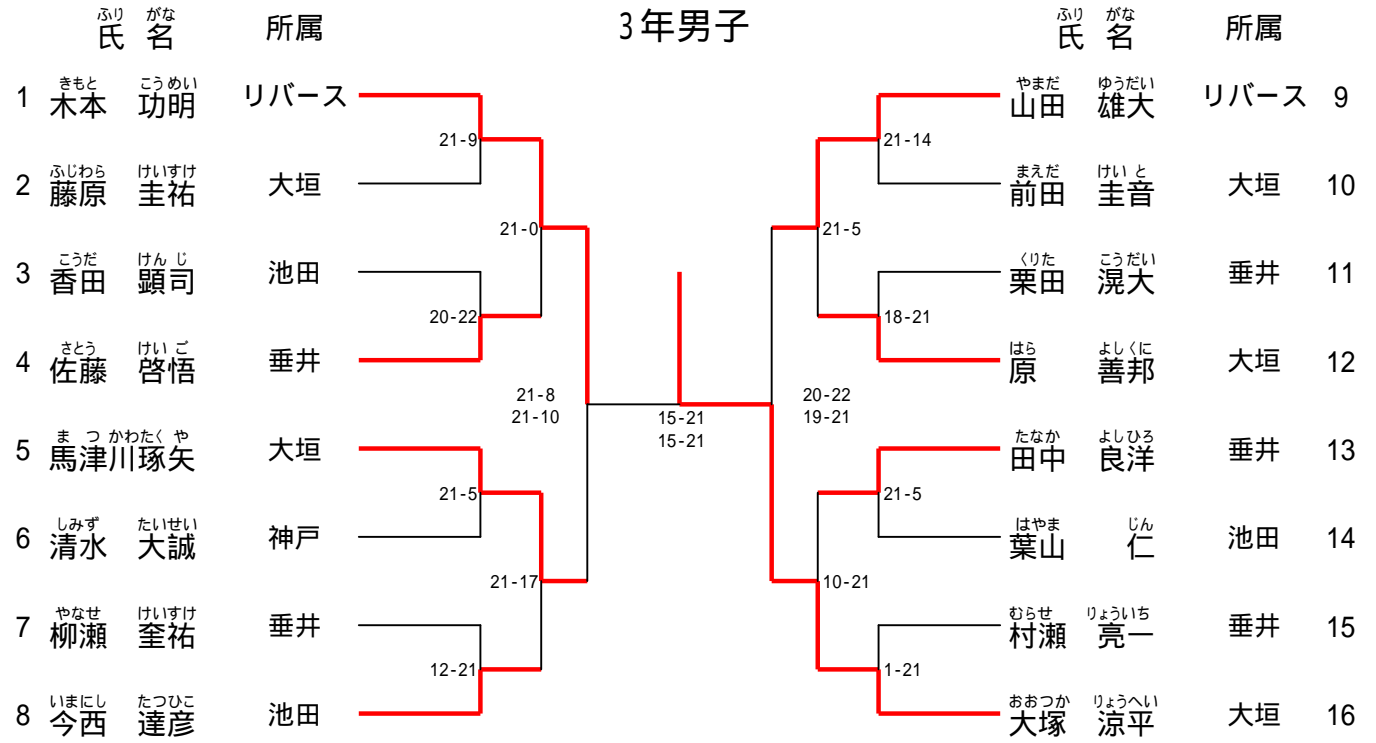 ふり がな ふり がな
氏 名 所属 3年男子 氏 名 所属
きもと こうめい やまだ ゆうだい
1 木本 功明 リバース 山田 雄大 リバース 9
21-9 21-14
ふじわら けいすけ まえだ けい と
2 藤原 圭祐 大垣 前田 圭音 大垣 10
21-0 21-5
こうだ けん じ くりた こうだい
3 香田 顕司 池田 栗田 滉大 垂井 11
20-22 18-21
さとう けい ご はら よしくに
4 佐藤 啓悟 垂井 原 善邦 大垣 12
21-8 20-22
21-10 15-21 19-21
15-21
ま つ かわたく や たなか よしひろ
5 馬津川琢矢 大垣 田中 良洋 垂井 13
21-5 21-5
しみず たいせい はやま じん
6 清水 大誠 神戸 葉山 仁 池田 14
21-17 10-21
やなせ けいすけ むらせ りょういち
7 柳瀬 奎祐 垂井 村瀬 亮一 垂井 15
12-21 1-21
いまにし たつひこ おおつか りょうへい
8 今西 達彦 池田 大塚 涼平 大垣 16